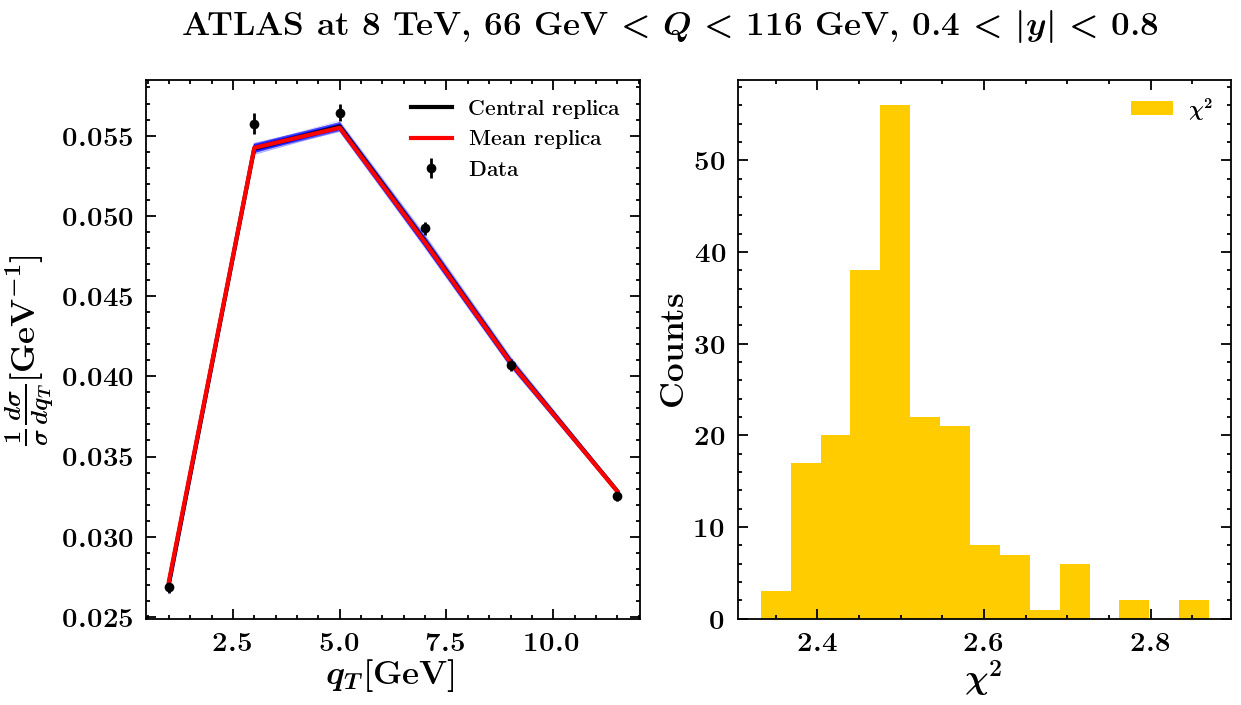 ATLAS at 8 TeV, 66 GeV < Q < 116 GeV, 0.4 < |y| < 0.8
1/σ dσ/dq_T [GeV⁻¹]
0.055
0.050
0.045
0.040
0.035
0.030
0.025
Central replica
Mean replica
Data
2.5 5.0 7.5 10.0
q_T[GeV]
Counts
50
40
30
20
10
0
χ²
2.4 2.6 2.8
χ²